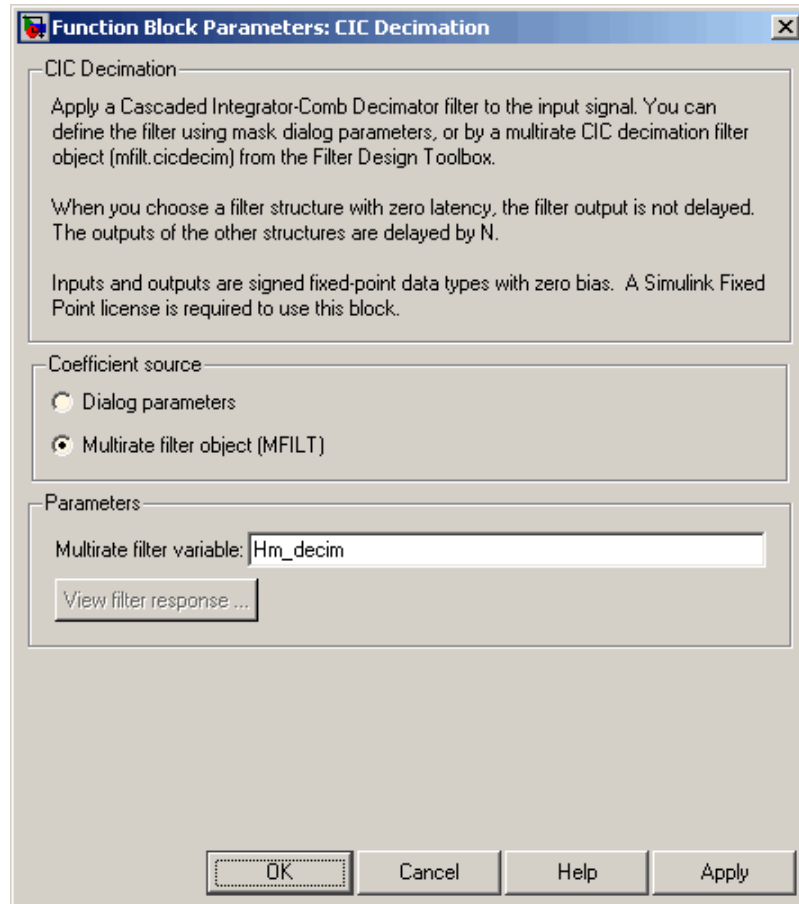 Function Block Parameters: CIC Decimation
CIC Decimation
Apply a Cascaded Integrator-Comb Decimator filter to the input signal. You can
define the filter using mask dialog parameters, or by a multirate CIC decimation filter
object (mfilt.cicdecim) from the Filter Design Toolbox.
When you choose a filter structure with zero latency, the filter output is not delayed.
The outputs of the other structures are delayed by N.
Inputs and outputs are signed fixed-point data types with zero bias. A Simulink Fixed
Point license is required to use this block.
Coefficient source
Dialog parameters
Multirate filter object (MFILT)
Parameters
Multirate filter variable: Hm_decim
View filter response ...
OK Cancel Help Apply